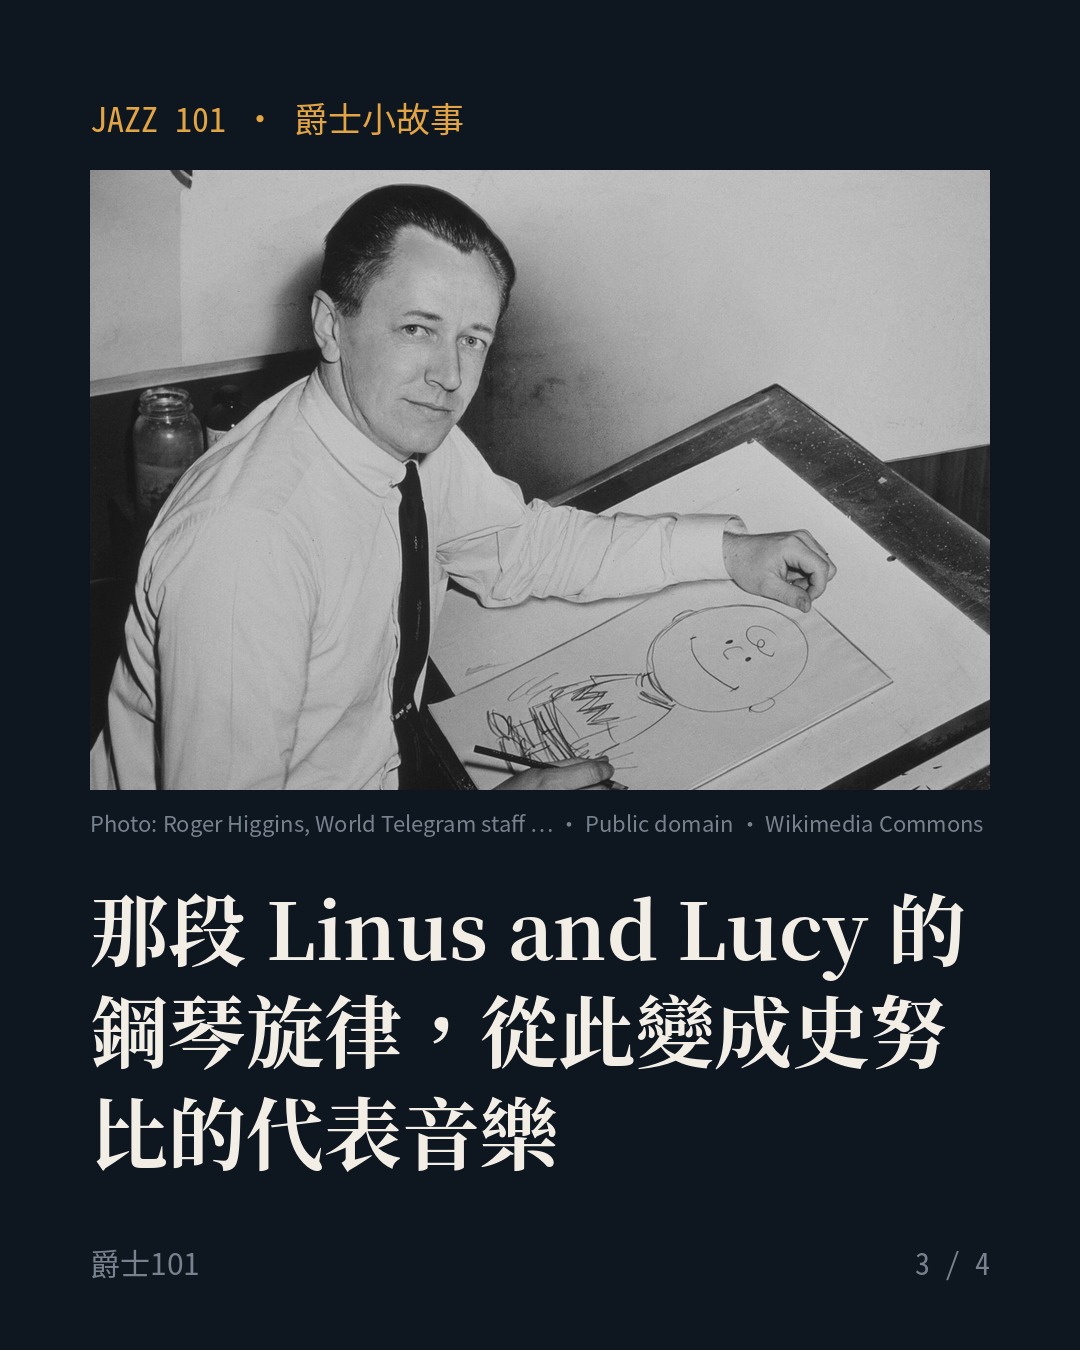 JAZZ 101 · 爵士小故事
Photo: Roger Higgins, World Telegram staff … · Public domain · Wikimedia Commons
那段 Linus and Lucy 的
鋼琴旋律，從此變成史努
比的代表音樂
爵士101
3 / 4